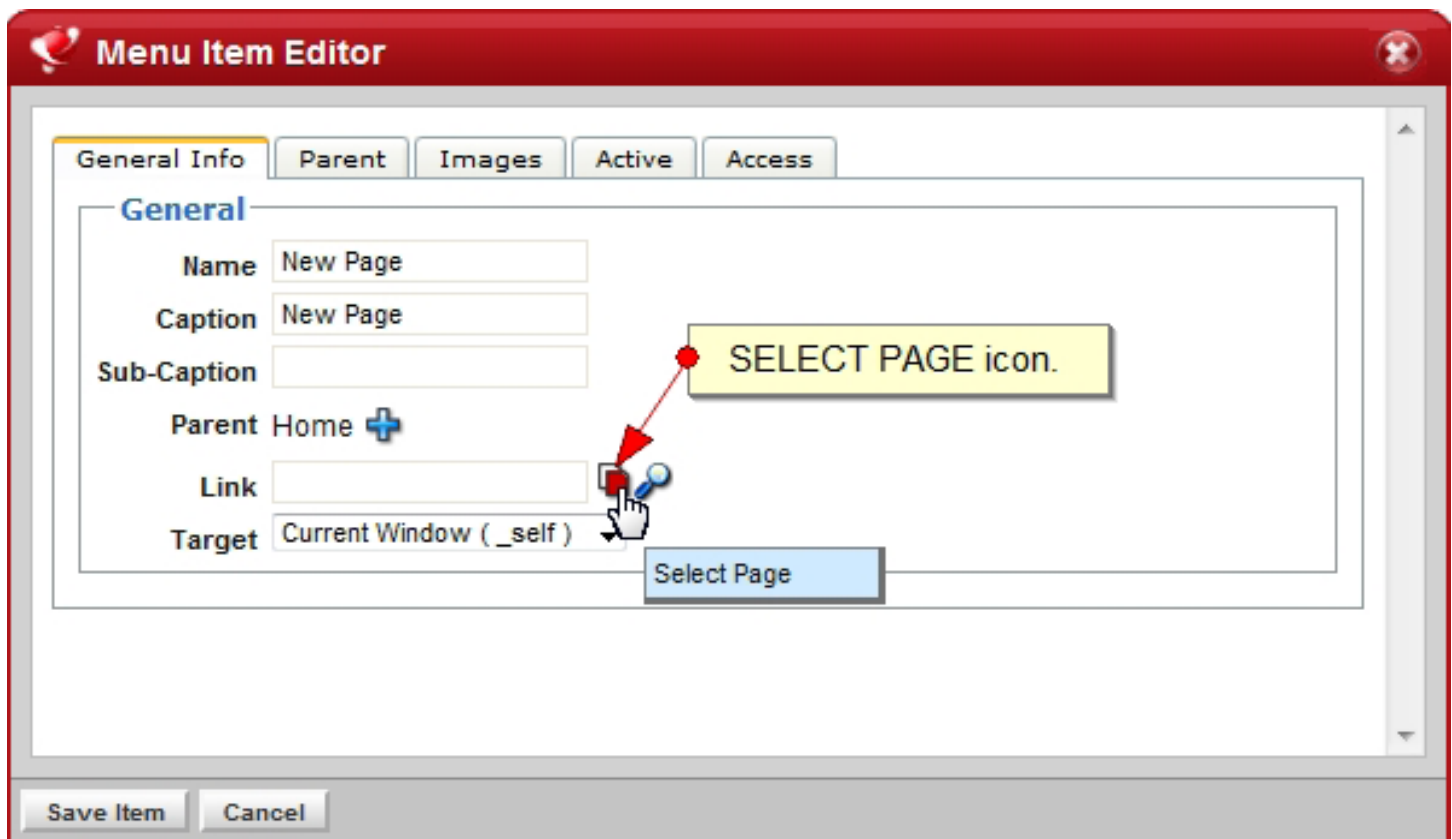 Menu Item Editor
General Info Parent Images Active Access
General
Name New Page
Caption New Page
SELECT PAGE icon.
Sub-Caption
Parent Home
Link
Target Current Window ( _self )
Select Page
Save Item Cancel